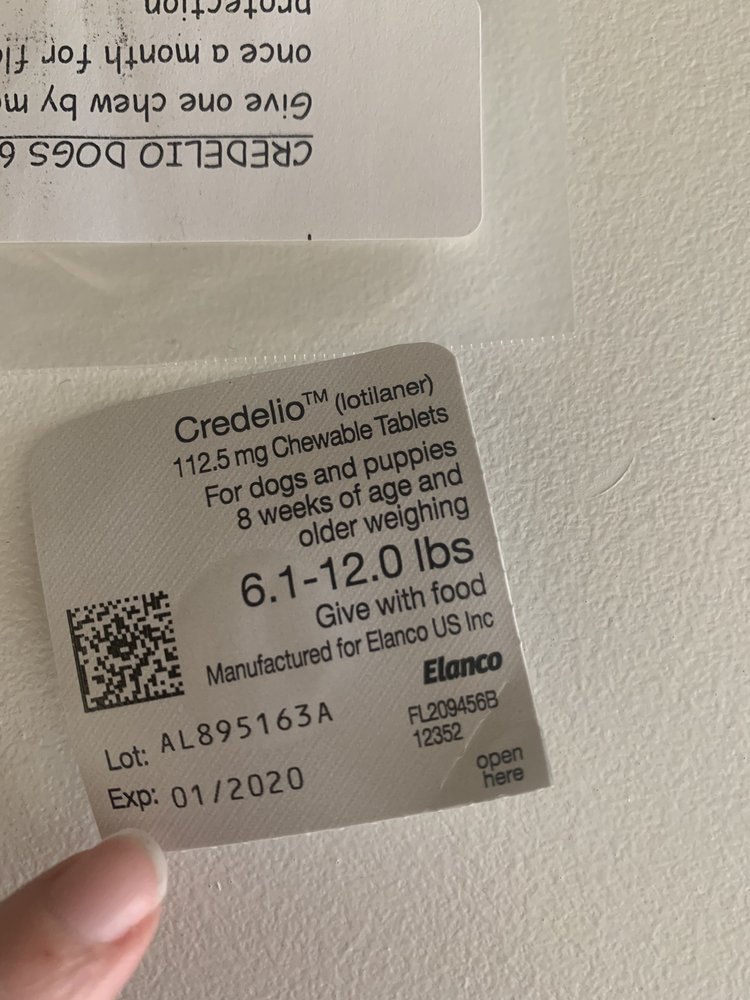 CREDELIO DOGS 6
Give one chew by
once a month for
protection
Credelio™ (lotilaner)
112.5 mg Chewable Tablets
For dogs and puppies
8 weeks of age and
older weighing
6.1-12.0 lbs
Give with food
Manufactured for Elanco US Inc
Elanco
FL209456B
12352
Lot: AL895163A
Exp: 01/2020
open
here